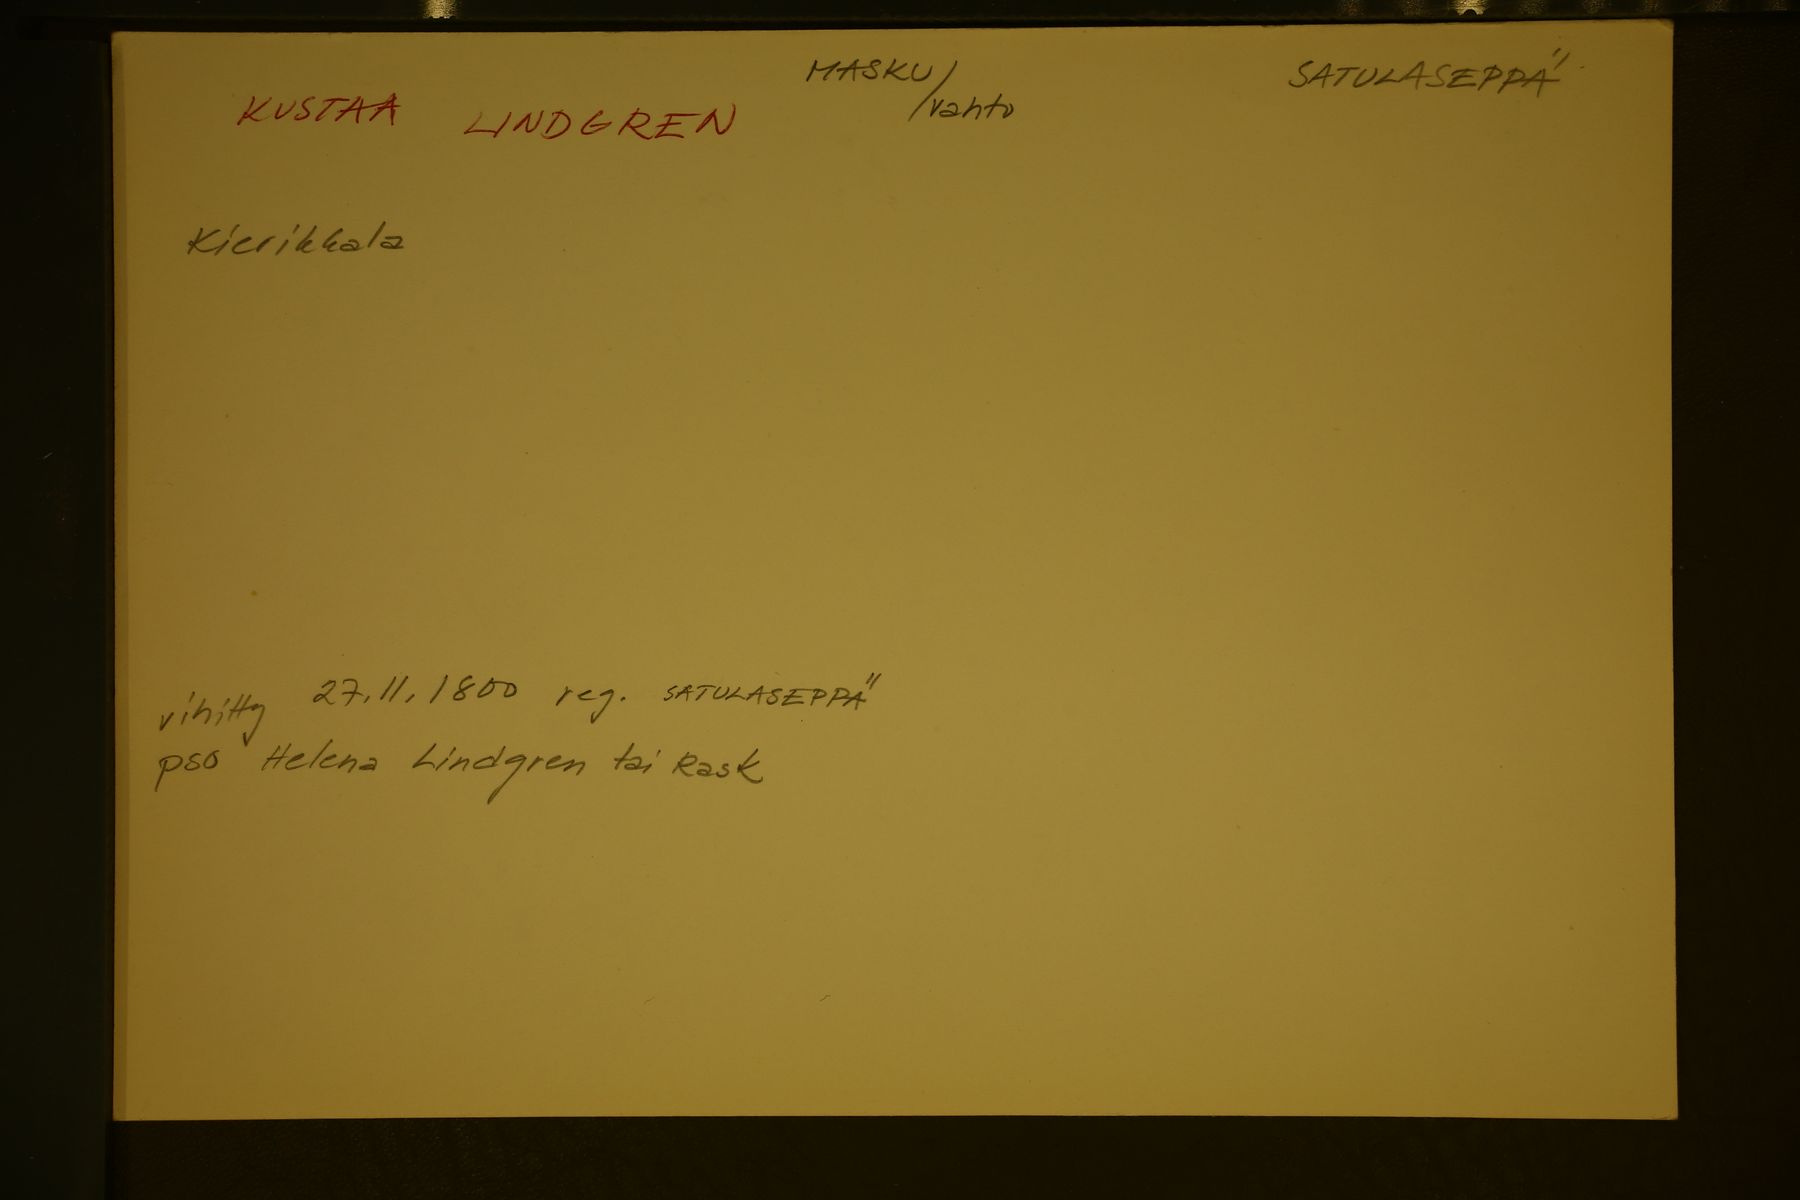 KUSTAA LINDGREN MASKU/ SATULASEPPÄ
/Vahto
Kierikkala
vihitty 27.11.1800 reg. SATULASEPPÄ
pso Helena Lindgren tai Rask